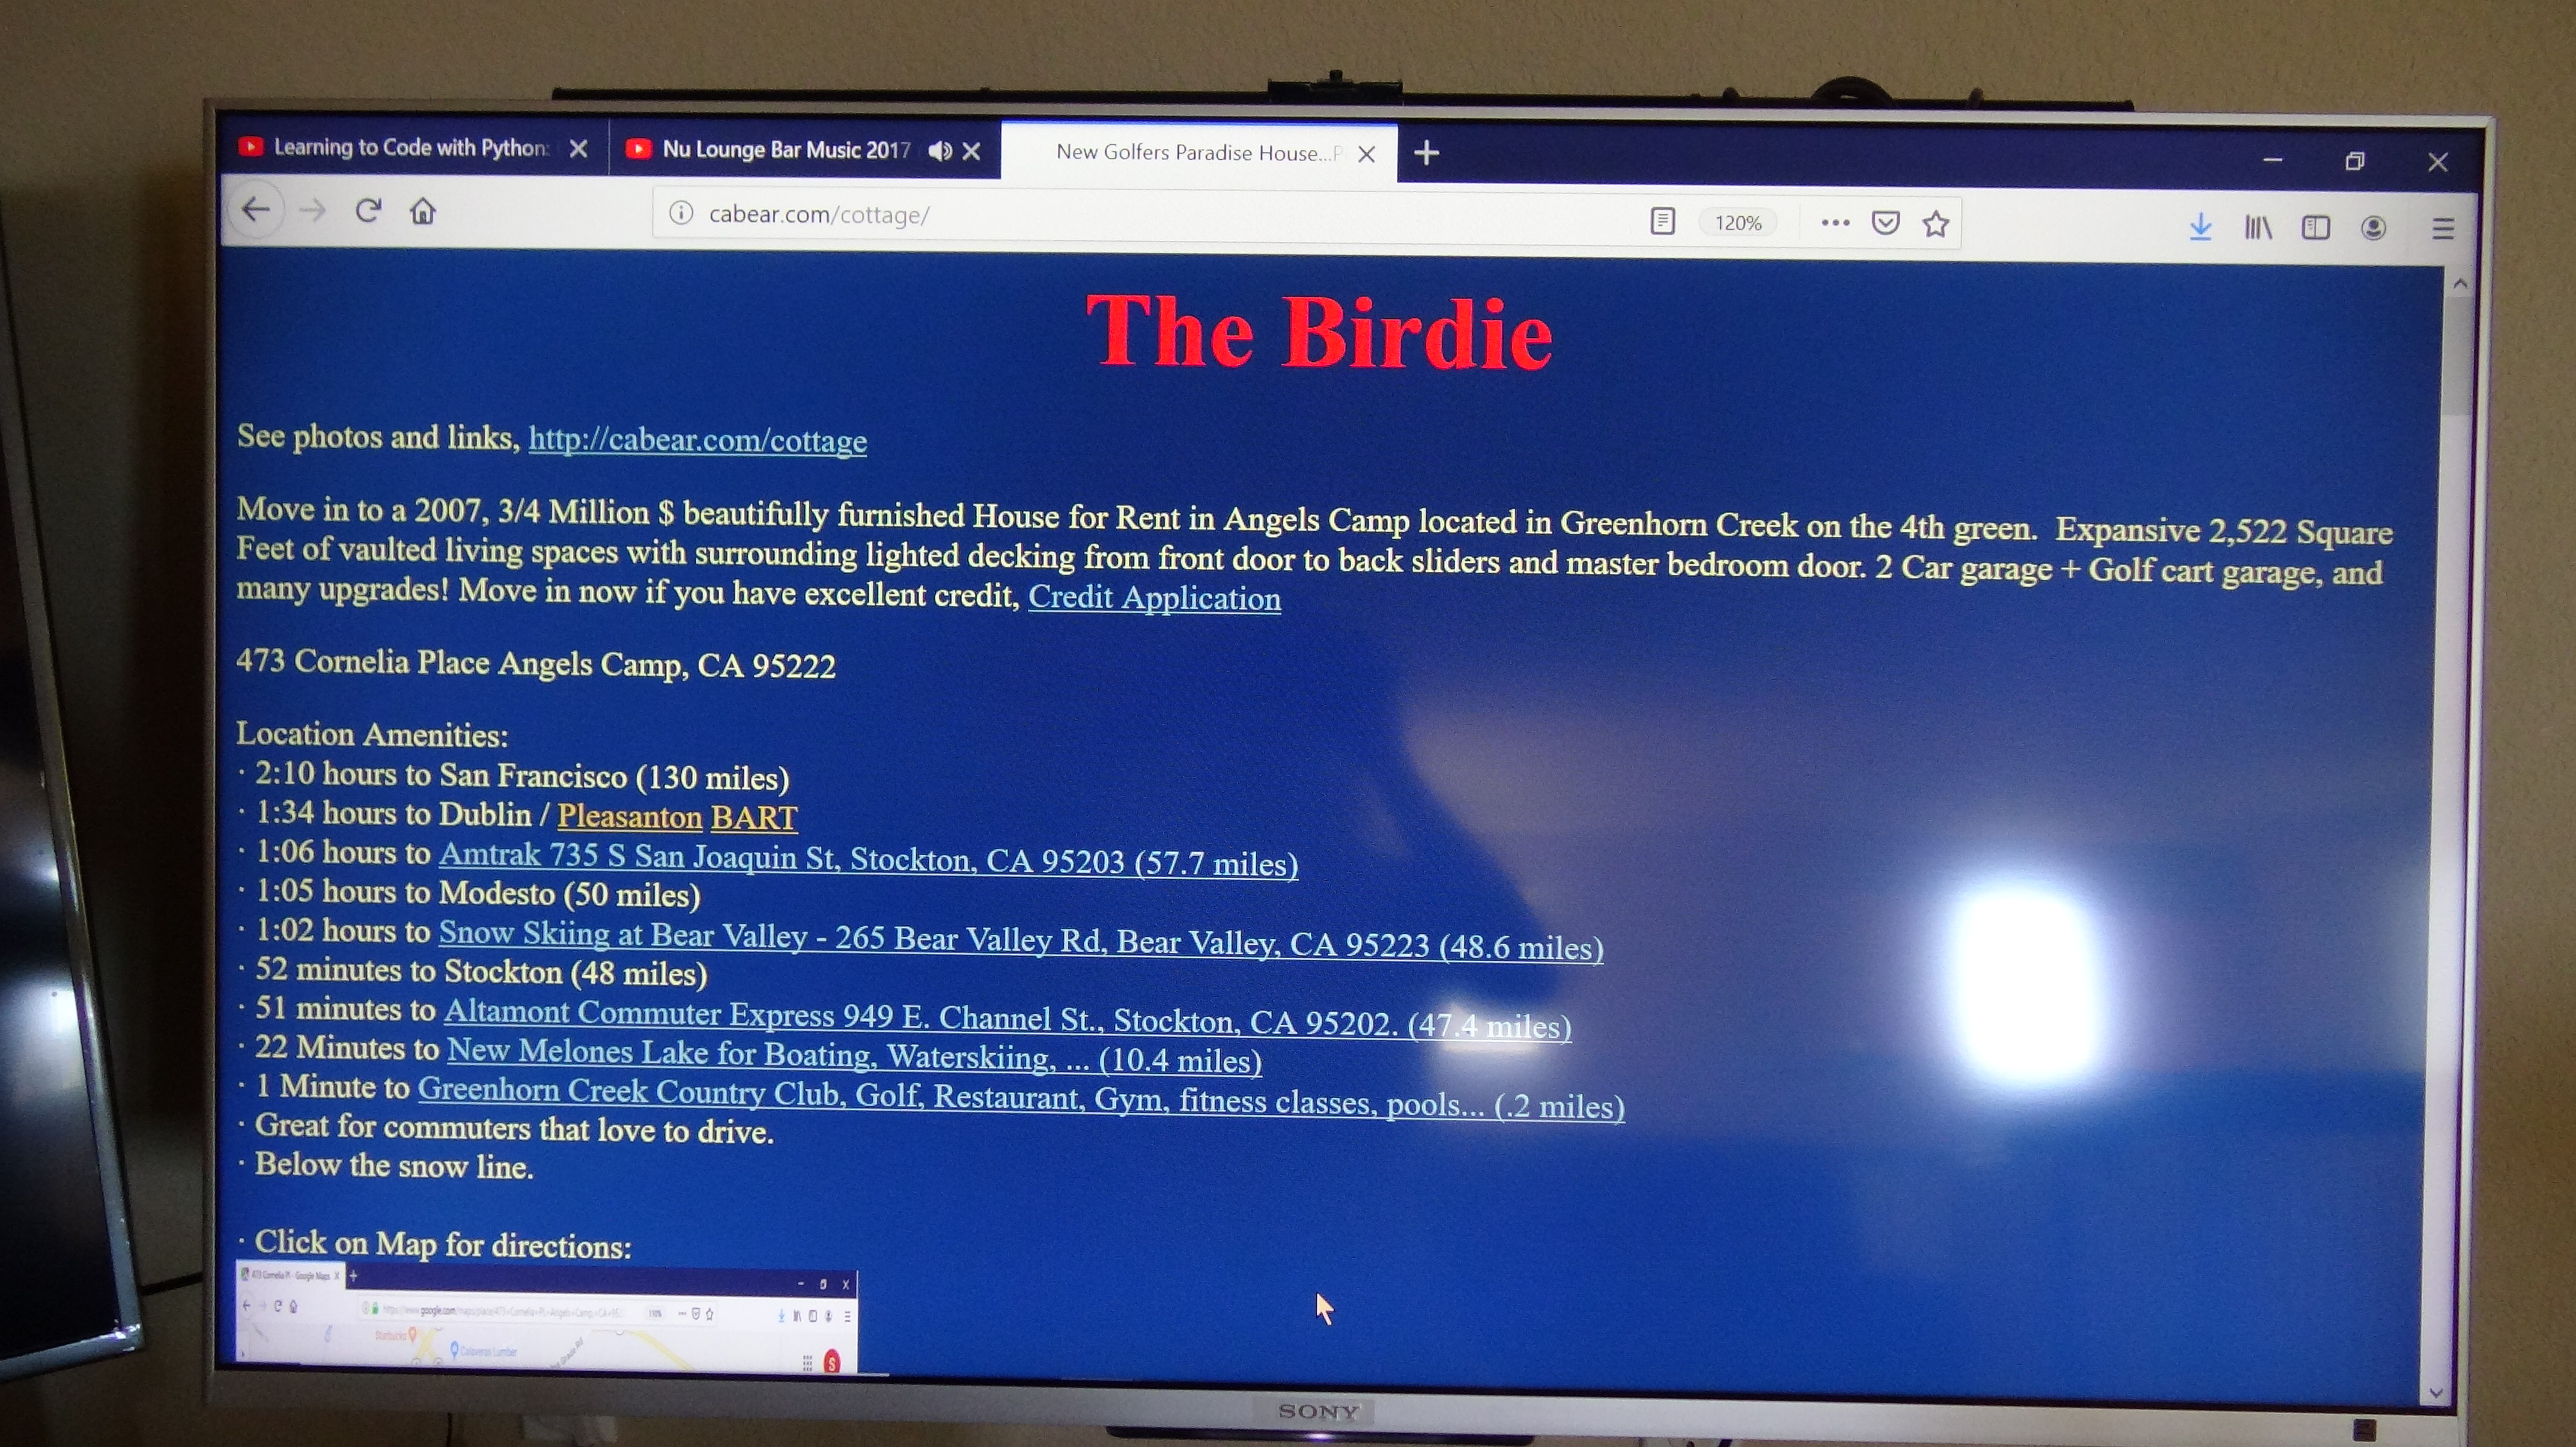 Learning to Code with Python:
Nu Lounge Bar Music 2017
New Golfers Paradise House...P
cabear.com/cottage/
120%
The Birdie
See photos and links, http://cabear.com/cottage
Move in to a 2007, 3/4 Million $ beautifully furnished House for Rent in Angels Camp located in Greenhorn Creek on the 4th green. Expansive 2,522 Square
Feet of vaulted living spaces with surrounding lighted decking from front door to back sliders and master bedroom door. 2 Car garage + Golf cart garage, and
many upgrades! Move in now if you have excellent credit, Credit Application
473 Cornelia Place Angels Camp, CA 95222
Location Amenities:
· 2:10 hours to San Francisco (130 miles)
· 1:34 hours to Dublin / Pleasanton BART
· 1:06 hours to Amtrak 735 S San Joaquin St, Stockton, CA 95203 (57.7 miles)
· 1:05 hours to Modesto (50 miles)
· 1:02 hours to Snow Skiing at Bear Valley - 265 Bear Valley Rd, Bear Valley, CA 95223 (48.6 miles)
· 52 minutes to Stockton (48 miles)
· 51 minutes to Altamont Commuter Express 949 E. Channel St., Stockton, CA 95202. (47.4 miles)
· 22 Minutes to New Melones Lake for Boating, Waterskiing, ... (10.4 miles)
· 1 Minute to Greenhorn Creek Country Club, Golf, Restaurant, Gym, fitness classes, pools... (.2 miles)
· Great for commuters that love to drive.
· Below the snow line.
· Click on Map for directions:
473 Cornelia Pl - Google Maps
110%
Starbucks
Calaveras Lumber
S
SONY